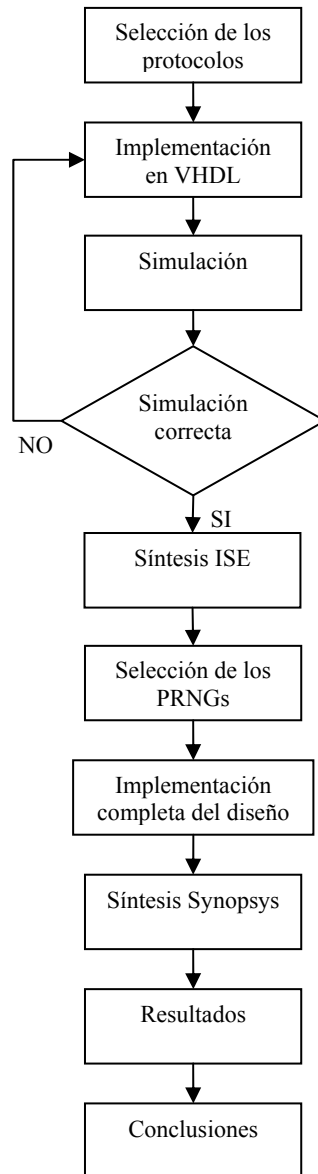 Selección de los
protocolos
Implementación
en VHDL
Simulación
Simulación
correcta
NO
SI
Síntesis ISE
Selección de los
PRNGs
Implementación
completa del diseño
Síntesis Synopsys
Resultados
Conclusiones